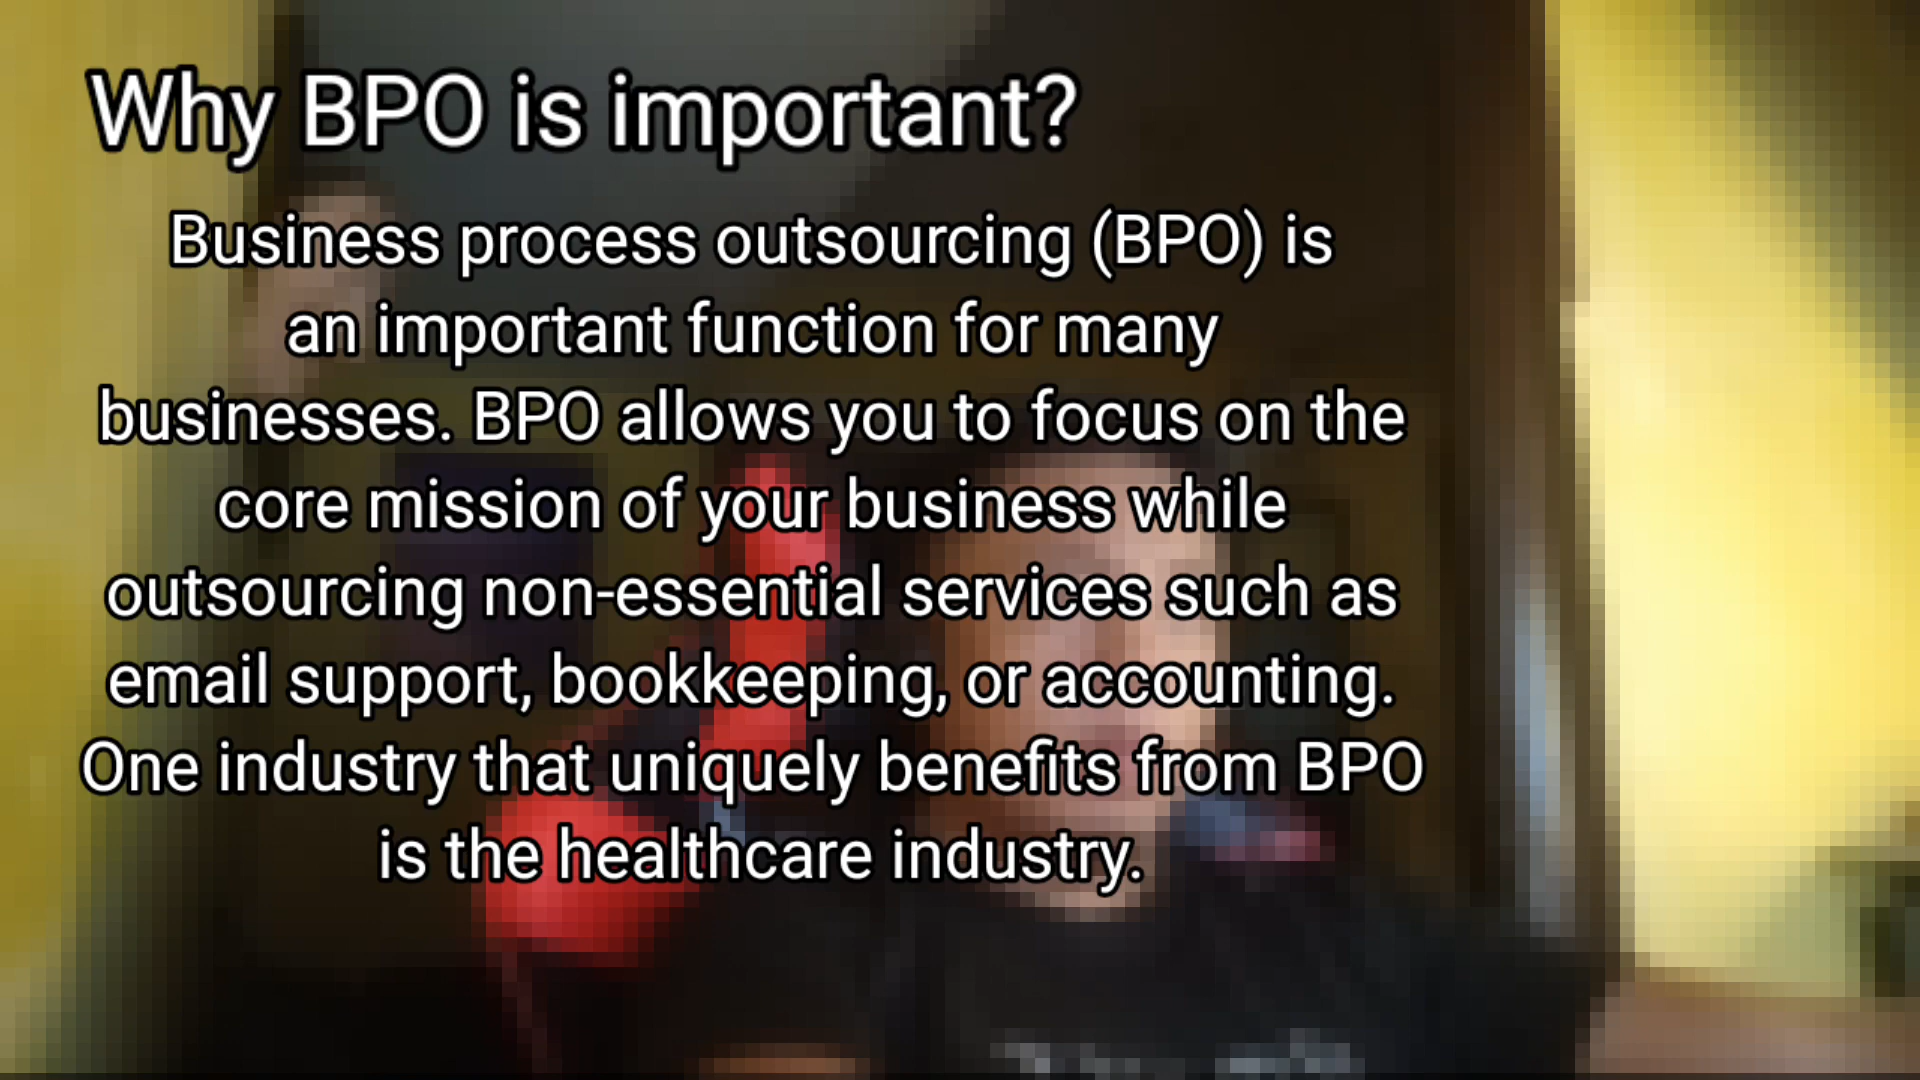 Why BPO is important?
Business process outsourcing (BPO) is
an important function for many
businesses. BPO allows you to focus on the
core mission of your business while
outsourcing non-essential services such as
email support, bookkeeping, or accounting.
One industry that uniquely benefits from BPO
is the healthcare industry.